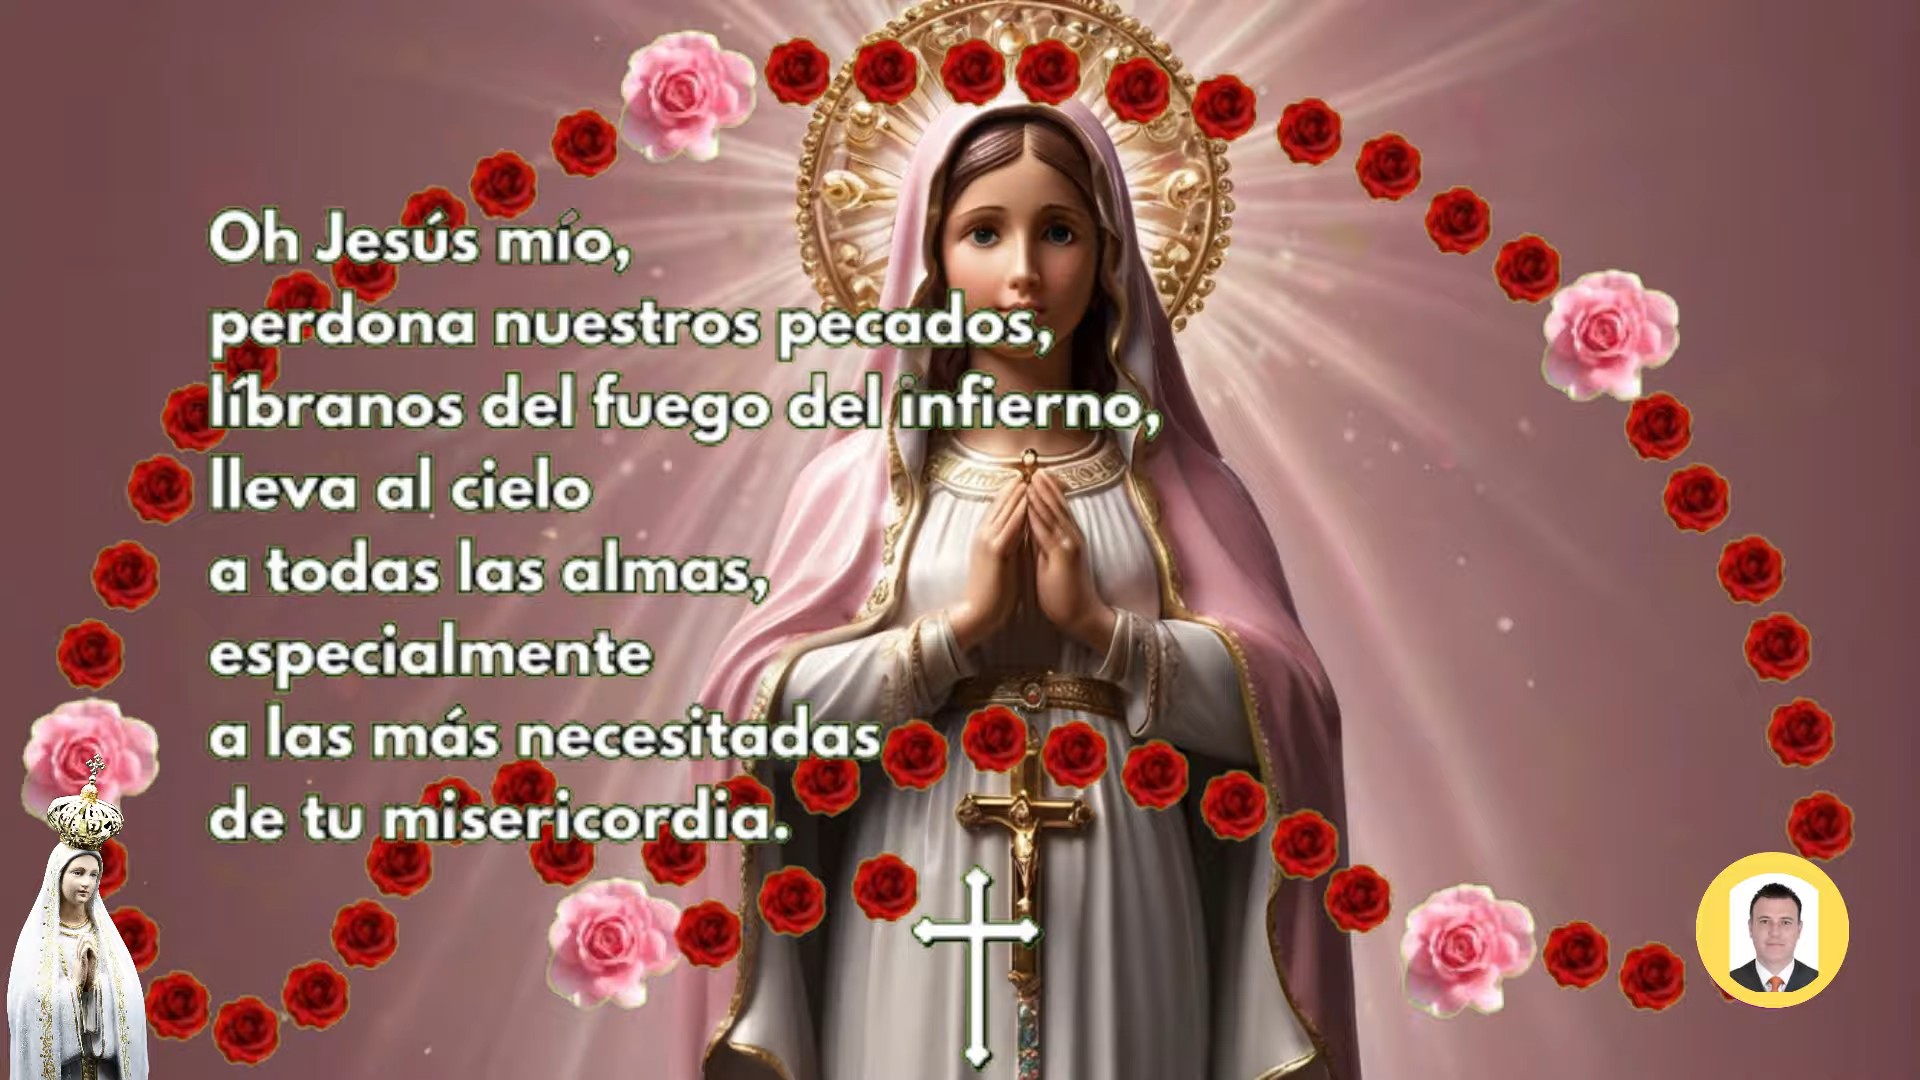 Oh Jesús mío,
perdona nuestros pecados,
líbranos del fuego del infierno,
lleva al cielo
a todas las almas,
especialmente
a las más necesitadas
de tu misericordia.